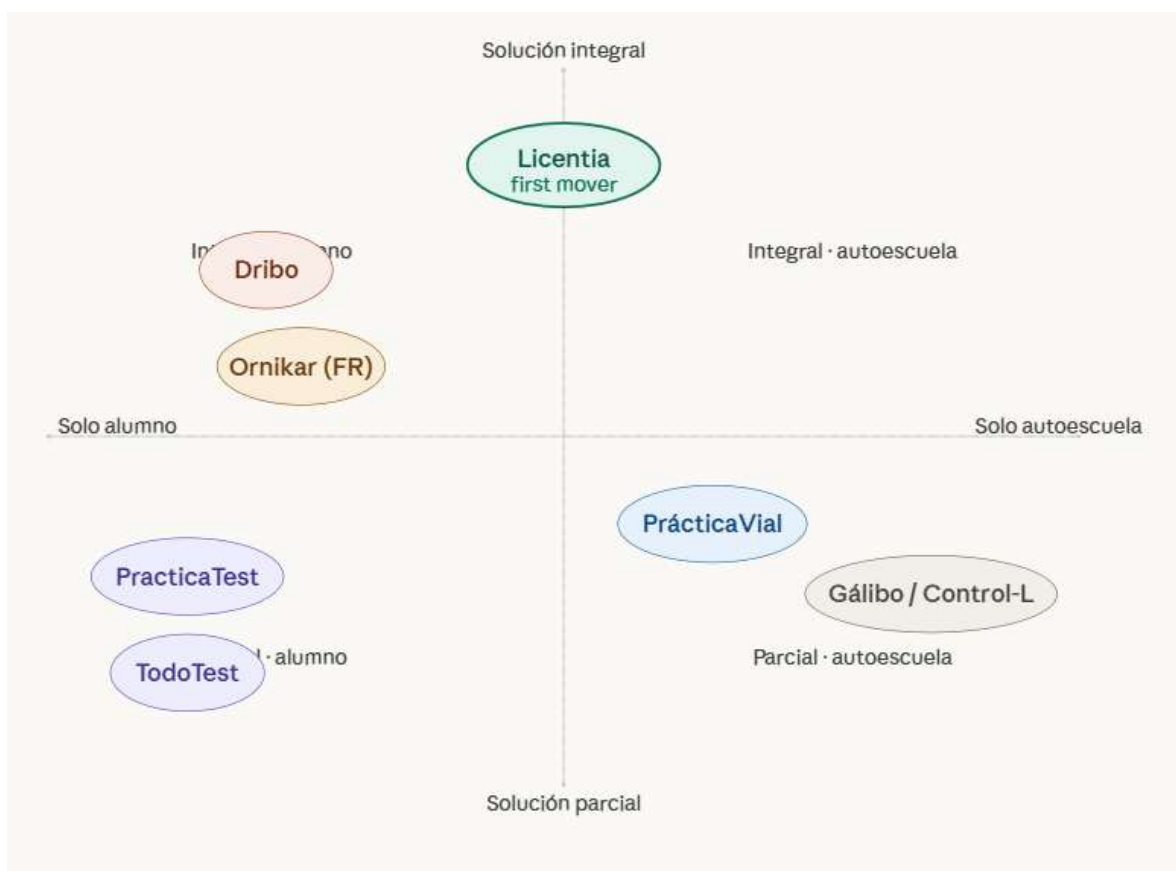 Solución integral
Licentia
first mover
Integral · autoescuela
Dribo
Ornikar (FR)
Solo alumno
Solo autoescuela
PrácticaVial
PracticaTest
Gálibo / Control-L
· alumno
Parcial · autoescuela
TodoTest
Solución parcial